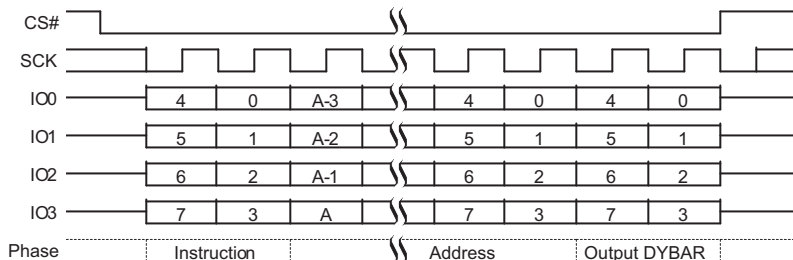 CS#
SCK
IO0 4 0 A-3 4 0 4 0
IO1 5 1 A-2 5 1 5 1
IO2 6 2 A-1 6 2 6 2
IO3 7 3 A 7 3 7 3
Phase Instruction Address Output DYBAR